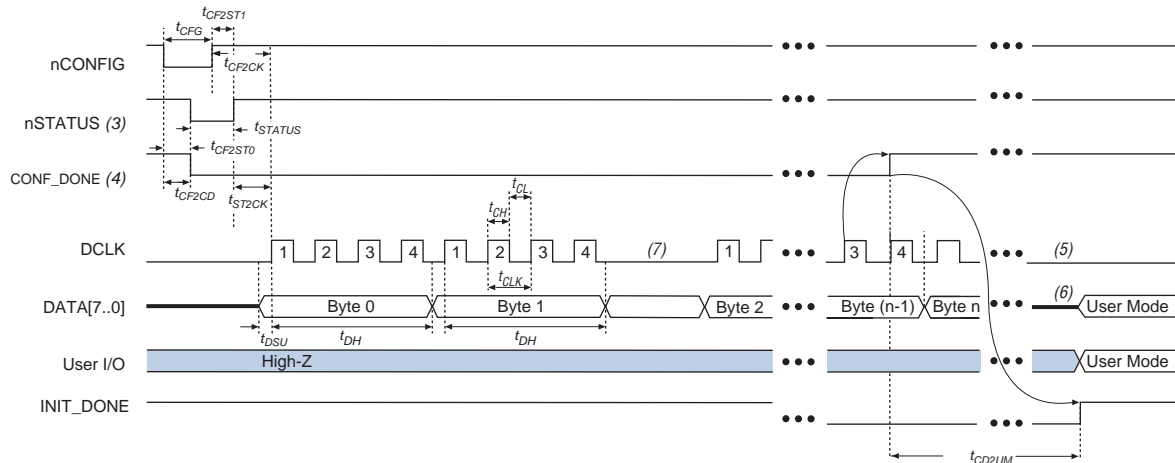 tCF2ST1
tCFG
nCONFIG
tCF2CK
nSTATUS (3)
tSTATUS
tCF2ST0
CONF_DONE (4)
tCF2CD
tST2CK
tCL
tCH
DCLK
1 2 3 4 1 2 3 4 (7) 1 3 4 (5)
tCLK
DATA[7..0]
Byte 0 Byte 1 Byte 2 Byte (n-1) Byte n (6) User Mode
tDSU
tDH
tDH
User I/O
High-Z
User Mode
INIT_DONE
tCD2UM